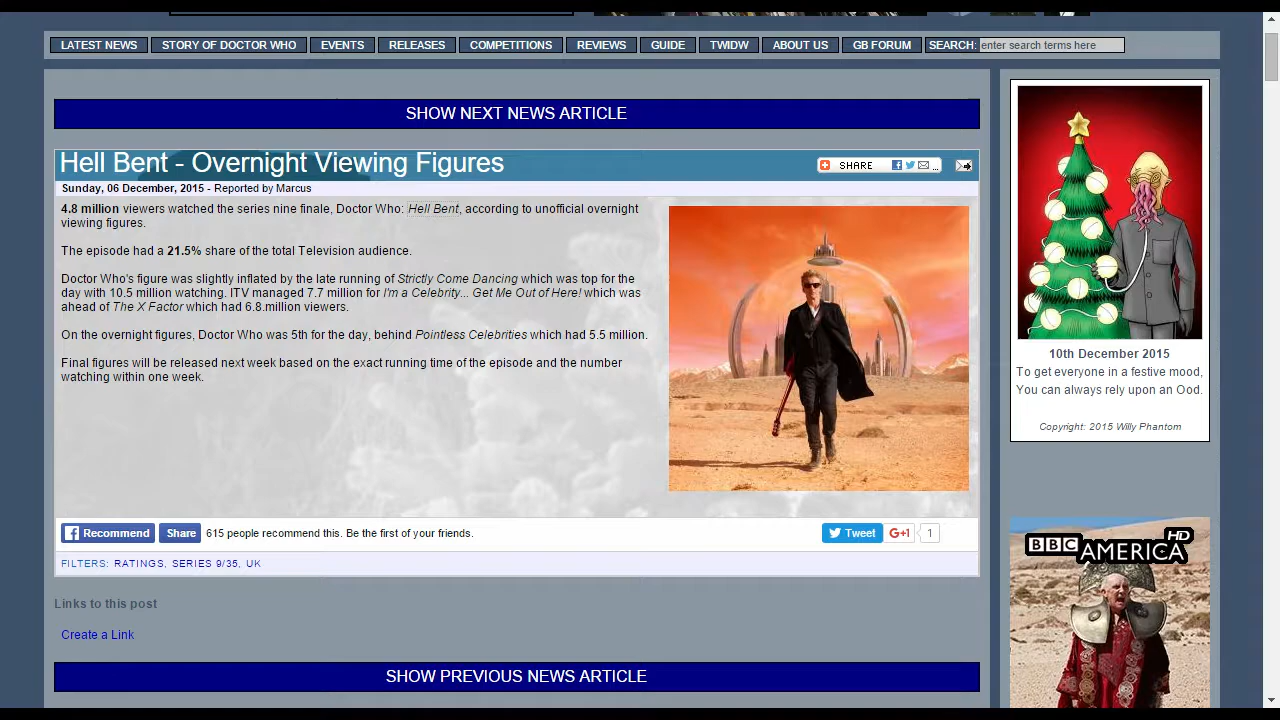 LATEST NEWS STORY OF DOCTOR WHO EVENTS RELEASES COMPETITIONS REVIEWS GUIDE TWIDW ABOUT US GB FORUM SEARCH: enter search terms here
SHOW NEXT NEWS ARTICLE
Hell Bent - Overnight Viewing Figures
SHARE ...
Sunday, 06 December, 2015 - Reported by Marcus
4.8 million viewers watched the series nine finale, Doctor Who: Hell Bent, according to unofficial overnight
viewing figures.
The episode had a 21.5% share of the total Television audience.
Doctor Who's figure was slightly inflated by the late running of Strictly Come Dancing which was top for the
day with 10.5 million watching. ITV managed 7.7 million for I'm a Celebrity... Get Me Out of Here! which was
ahead of The X Factor which had 6.8.million viewers.
On the overnight figures, Doctor Who was 5th for the day, behind Pointless Celebrities which had 5.5 million.
Final figures will be released next week based on the exact running time of the episode and the number
watching within one week.
Recommend Share 615 people recommend this. Be the first of your friends.
Tweet G+1 1
FILTERS: RATINGS, SERIES 9/35, UK
Links to this post
Create a Link
SHOW PREVIOUS NEWS ARTICLE
10th December 2015
To get everyone in a festive mood,
You can always rely upon an Ood.
Copyright: 2015 Willy Phantom
BBC AMERICA HD